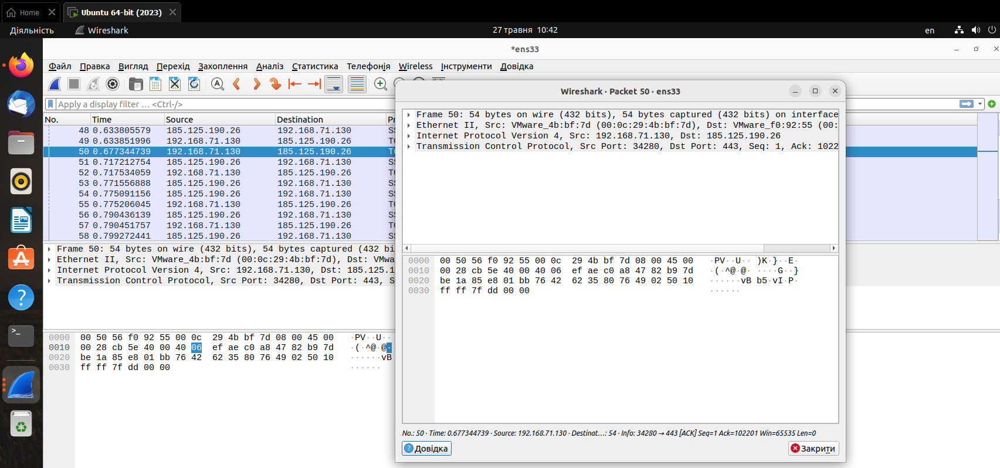 Home
Ubuntu 64-bit (2023)
Діяльність
Wireshark
27 травня 10:42
en
*ens33
Файл Правка Вигляд Перехід Захоплення Аналіз Статистика Телефонія Wireless Інструменти Довідка
Apply a display filter … <Ctrl-/>
No. Time Source Destination
48 0.633805579 185.125.190.26 192.168.71.130
49 0.633851996 192.168.71.130 185.125.190.26
50 0.677344739 192.168.71.130 185.125.190.26
51 0.717212754 185.125.190.26 192.168.71.130
52 0.717534059 192.168.71.130 185.125.190.26
53 0.771556888 185.125.190.26 192.168.71.130
54 0.775091156 185.125.190.26 192.168.71.130
55 0.775206045 192.168.71.130 185.125.190.26
56 0.790436139 185.125.190.26 192.168.71.130
57 0.790451757 192.168.71.130 185.125.190.26
58 0.799272441 185.125.190.26 192.168.71.130
Frame 50: 54 bytes on wire (432 bits), 54 bytes captured (432 bi
Ethernet II, Src: VMware_4b:bf:7d (00:0c:29:4b:bf:7d), Dst: VMwa
Internet Protocol Version 4, Src: 192.168.71.130, Dst: 185.125.1
Transmission Control Protocol, Src Port: 34280, Dst Port: 443, S
0000 00 50 56 f0 92 55 00 0c 29 4b bf 7d 08 00 45 00 ·PV··U··
0010 00 28 cb 5e 40 00 40 06 ef ae c0 a8 47 82 b9 7d ·(·^@·@·
0020 be 1a 85 e8 01 bb 76 42 62 35 80 76 49 02 50 10 ······vB
0030 ff ff 7f dd 00 00 ······
Wireshark · Packet 50 · ens33
Frame 50: 54 bytes on wire (432 bits), 54 bytes captured (432 bits) on interface
Ethernet II, Src: VMware_4b:bf:7d (00:0c:29:4b:bf:7d), Dst: VMware_f0:92:55 (00:
Internet Protocol Version 4, Src: 192.168.71.130, Dst: 185.125.190.26
Transmission Control Protocol, Src Port: 34280, Dst Port: 443, Seq: 1, Ack: 1022
0000 00 50 56 f0 92 55 00 0c 29 4b bf 7d 08 00 45 00 ·PV··U·· )K·}··E·
0010 00 28 cb 5e 40 00 40 06 ef ae c0 a8 47 82 b9 7d ·(·^@·@· ····G··}
0020 be 1a 85 e8 01 bb 76 42 62 35 80 76 49 02 50 10 ······vB b5·vI·P·
0030 ff ff 7f dd 00 00 ······
No.: 50 · Time: 0.677344739 · Source: 192.168.71.130 · Destinat…: 54 · Info: 34280 → 443 [ACK] Seq=1 Ack=102201 Win=65535 Len=0
Довідка
Закрити